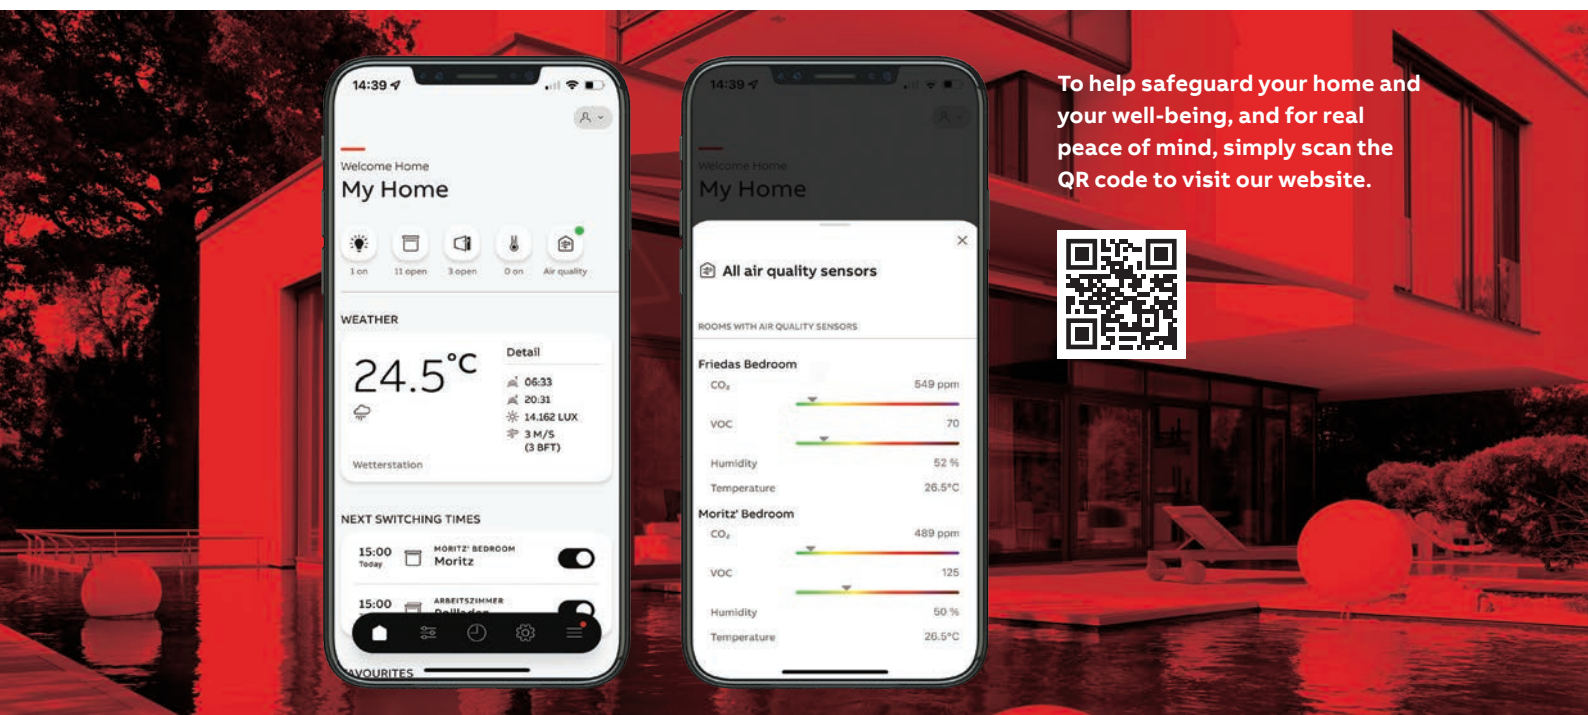 14:39
Welcome Home
My Home
1 on
11 open
3 open
0 on
Air quality
WEATHER
24.5°C
Detail
06:33
20:31
14.162 LUX
3 M/S
(3 BFT)
Wetterstation
NEXT SWITCHING TIMES
15:00
Today
MORITZ' BEDROOM
Moritz
15:00
ARBEITSZIMMER
FAVOURITES
14:39
Welcome Home
My Home
All air quality sensors
ROOMS WITH AIR QUALITY SENSORS
Friedas Bedroom
CO₂ 549 ppm
VOC 70
Humidity 52 %
Temperature 26.5°C
Moritz' Bedroom
CO₂ 489 ppm
VOC 125
Humidity 50 %
Temperature 26.5°C
To help safeguard your home and
your well-being, and for real
peace of mind, simply scan the
QR code to visit our website.